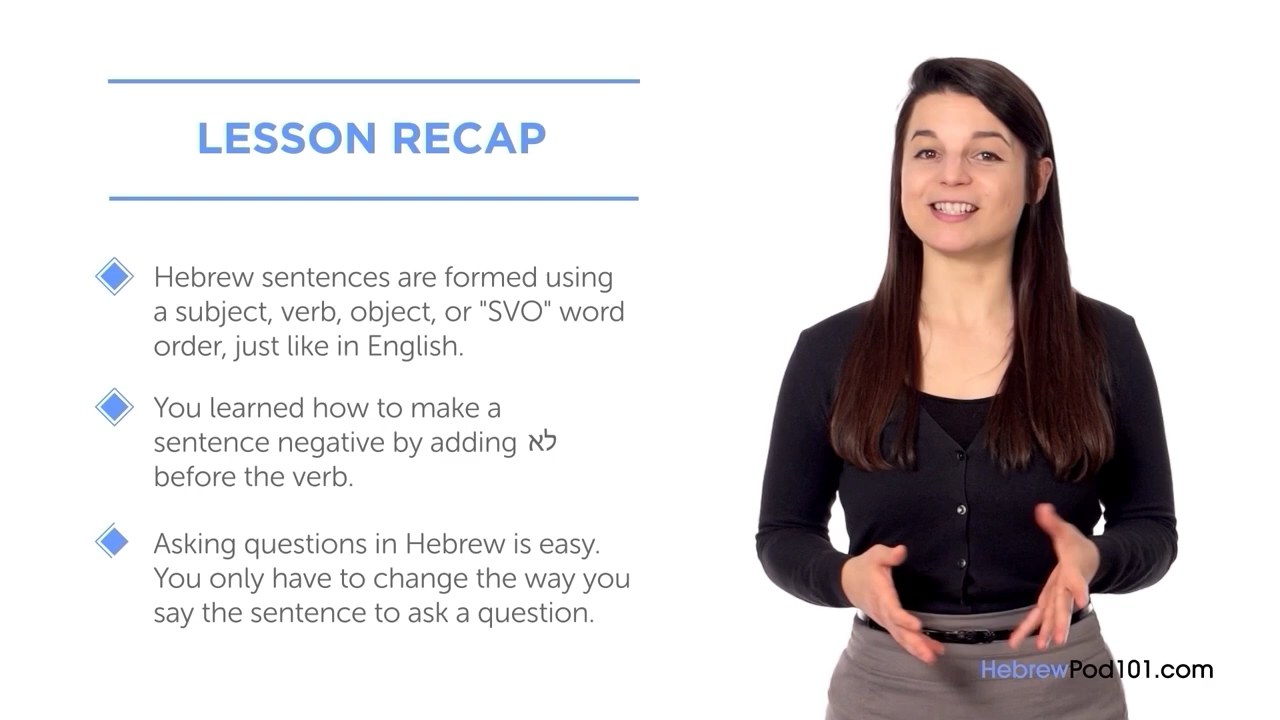 LESSON RECAP
Hebrew sentences are formed using
a subject, verb, object, or "SVO" word
order, just like in English.
You learned how to make a
sentence negative by adding לא
before the verb.
Asking questions in Hebrew is easy.
You only have to change the way you
say the sentence to ask a question.
HebrewPod101.com